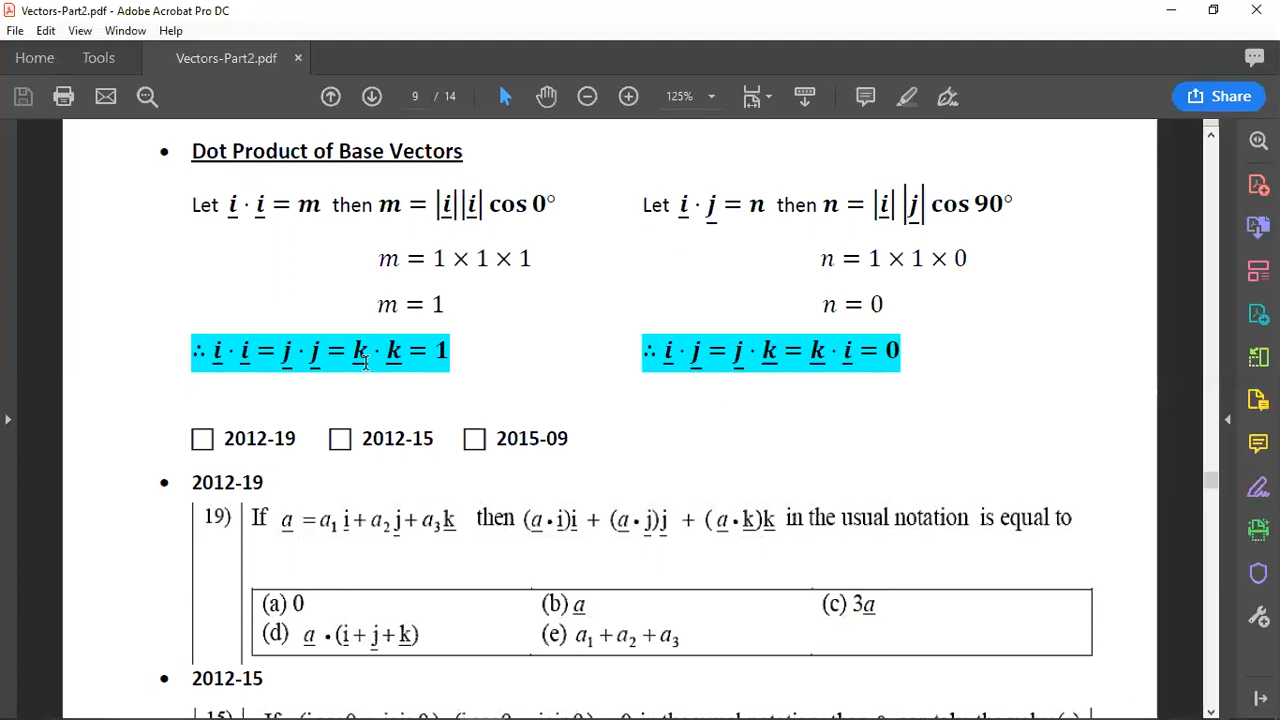 Vectors-Part2.pdf - Adobe Acrobat Pro DC
File Edit View Window Help
Home Tools Vectors-Part2.pdf ×
9 / 14 125% Share
• Dot Product of Base Vectors
Let i · i = m then m = |i||i| cos 0° Let i · j = n then n = |i| |j| cos 90°
m = 1 × 1 × 1 n = 1 × 1 × 0
m = 1 n = 0
∴ i · i = j · j = k · k = 1 ∴ i · j = j · k = k · i = 0
2012-19 2012-15 2015-09
• 2012-19
19) If a = a₁ i + a₂ j + a₃ k then (a · i)i + (a · j)j + ( a · k)k in the usual notation is equal to
(a) 0 (b) a (c) 3a
(d) a · (i + j + k) (e) a₁ + a₂ + a₃
• 2012-15